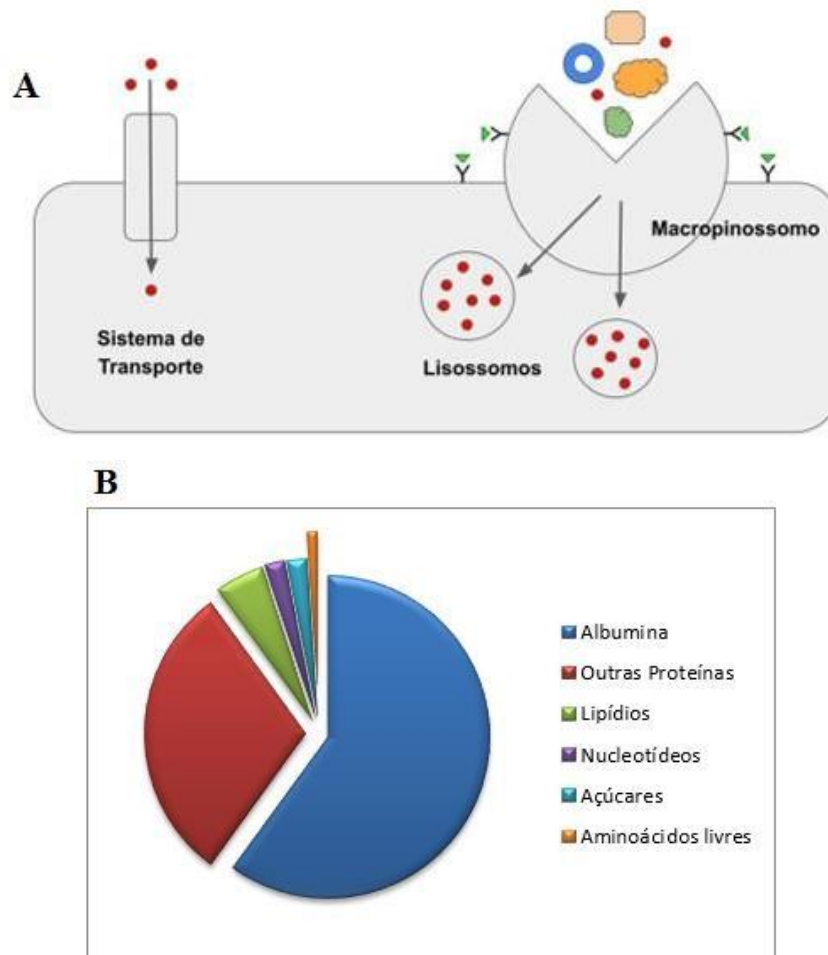 A
Macropinossomo
Sistema de
Transporte
Lisossomos
B
Albumina
Outras Proteínas
Lipídios
Nucleotídeos
Açúcares
Aminoácidos livres